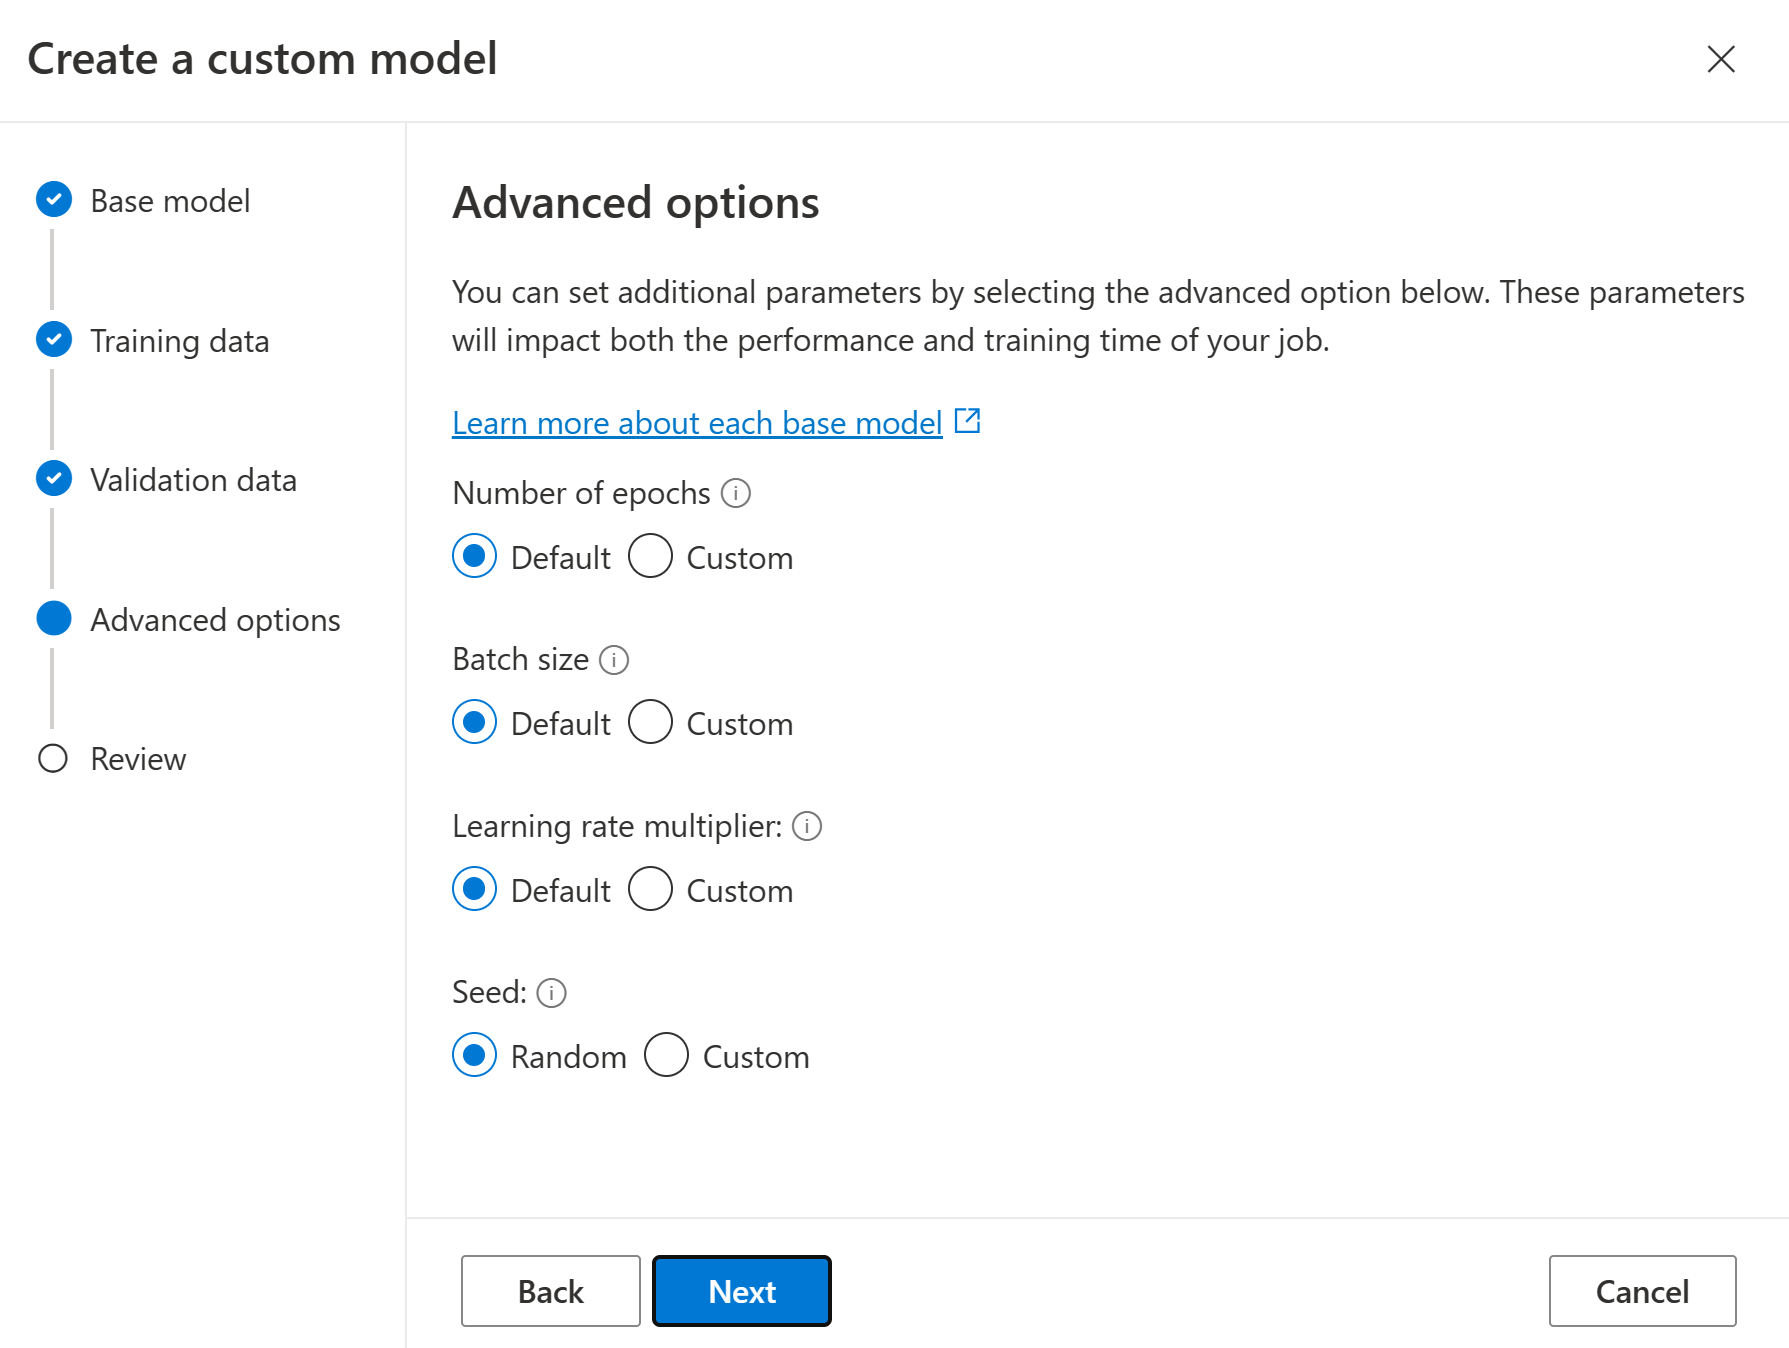 Create a custom model
Base model
Training data
Validation data
Advanced options
Review
Advanced options
You can set additional parameters by selecting the advanced option below. These parameters
will impact both the performance and training time of your job.
Learn more about each base model
Number of epochs
Default Custom
Batch size
Default Custom
Learning rate multiplier:
Default Custom
Seed:
Random Custom
Back Next Cancel